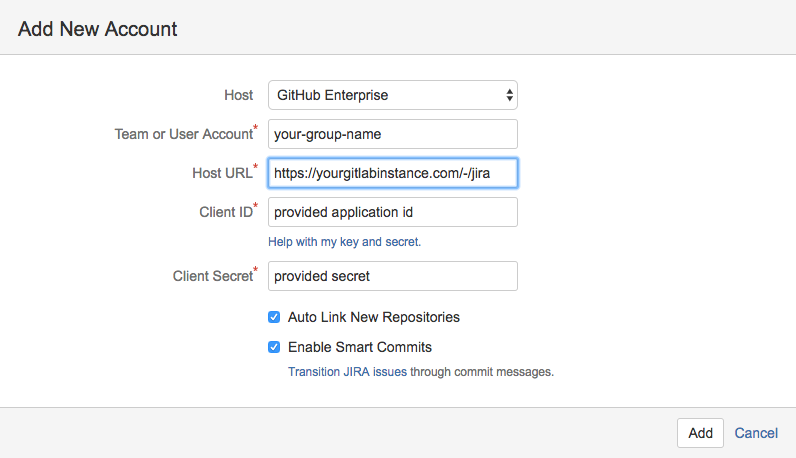 Add New Account
Host GitHub Enterprise
Team or User Account* your-group-name
Host URL* https://yourgitlabinstance.com/-/jira
Client ID* provided application id
Help with my key and secret.
Client Secret* provided secret
Auto Link New Repositories
Enable Smart Commits
Transition JIRA issues through commit messages.
Add Cancel